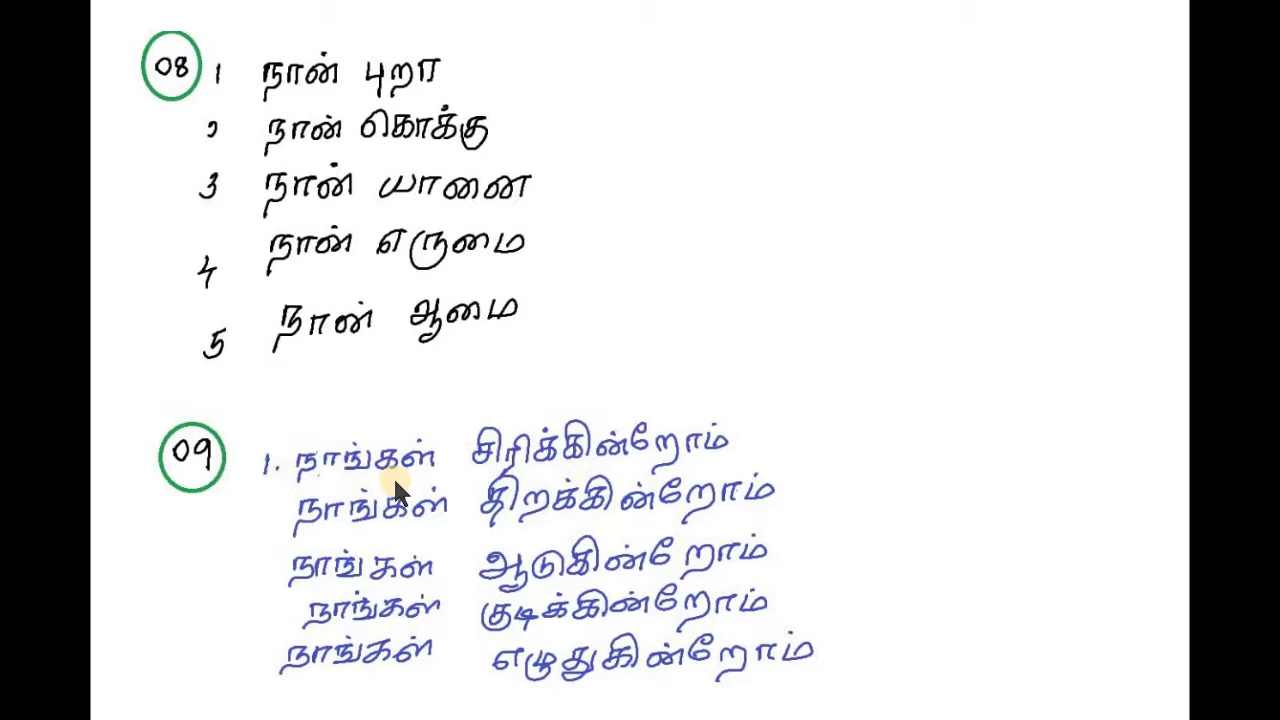 08 1 நான் புறா
2 நான் கொக்கு
3 நான் யானை
4 நான் எருமை
5 நான் ஆமை
09 1. நாங்கள் சிரிக்கின்றோம்
நாங்கள் திறக்கின்றோம்
நாங்கள் ஆடுகின்றோம்
நாங்கள் குடிக்கின்றோம்
நாங்கள் எழுதுகின்றோம்